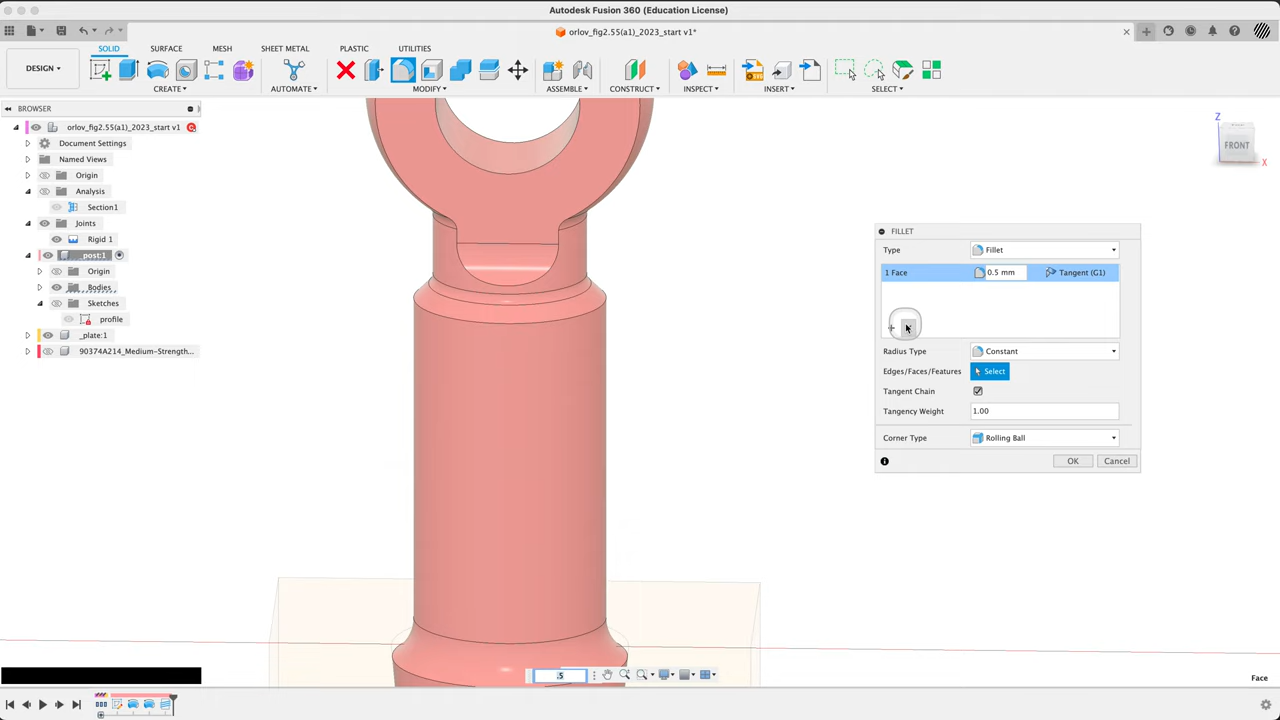 Autodesk Fusion 360 (Education License)
orlov_fig2.55(a1)_2023_start v1*
DESIGN
SOLID
SURFACE
MESH
SHEET METAL
PLASTIC
UTILITIES
CREATE
AUTOMATE
MODIFY
ASSEMBLE
CONSTRUCT
INSPECT
INSERT
SELECT
BROWSER
orlov_fig2.55(a1)_2023_start v1
Document Settings
Named Views
Origin
Analysis
Section1
Joints
Rigid 1
_post:1
Origin
Bodies
Sketches
profile
_plate:1
90374A214_Medium-Strength...
Z
FRONT
X
FILLET
Type
Fillet
1 Face
0.5 mm
Tangent (G1)
Radius Type
Constant
Edges/Faces/Features
Select
Tangent Chain
Tangency Weight
1.00
Corner Type
Rolling Ball
OK
Cancel
.5
Face